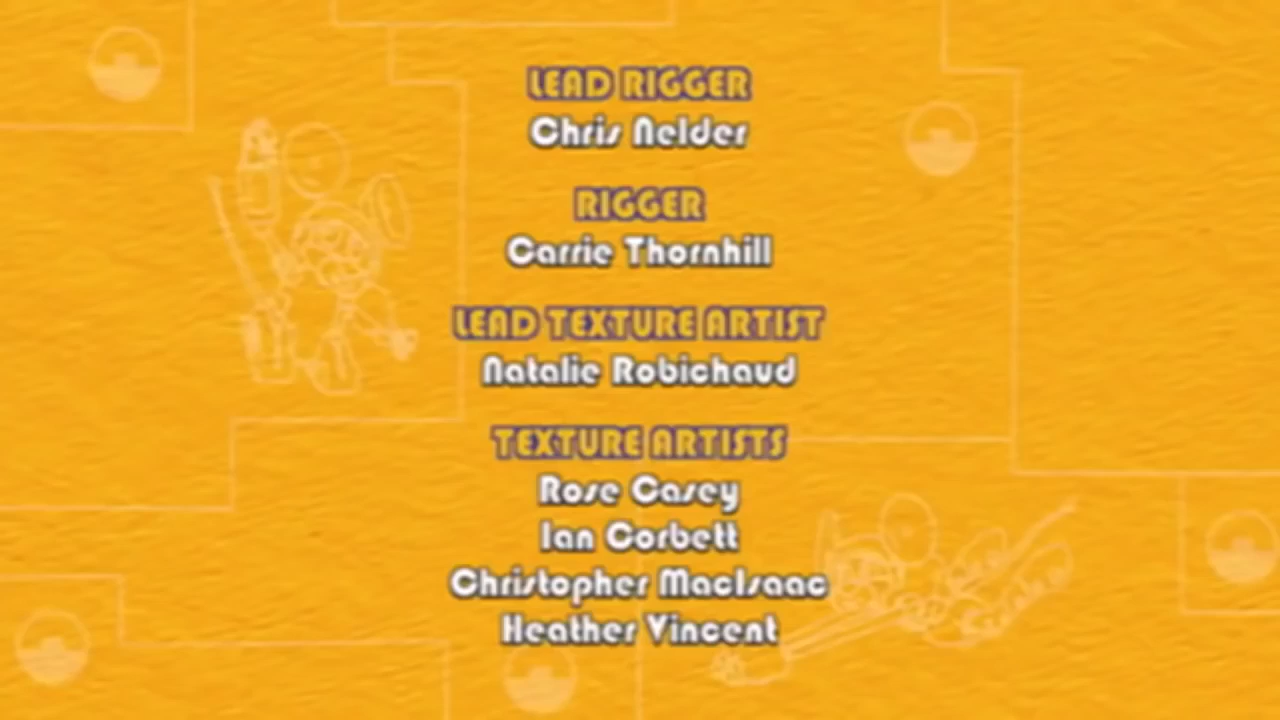 LEAD RIGGER
Chris Nelder
RIGGER
Carrie Thornhill
LEAD TEXTURE ARTIST
Natalie Robichaud
TEXTURE ARTISTS
Rose Casey
Ian Corbett
Christopher MacIsaac
Heather Vincent